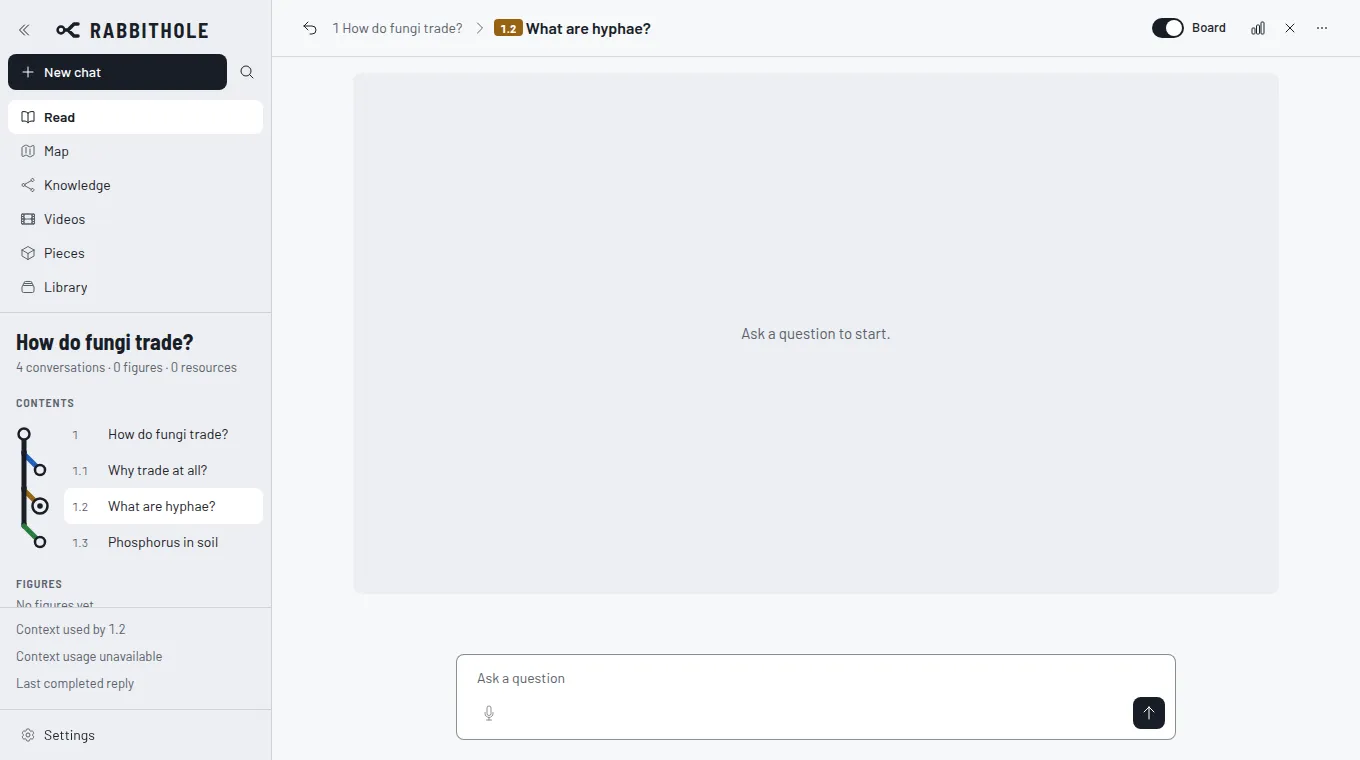 RABBITHOLE
New chat
Read
Map
Knowledge
Videos
Pieces
Library
How do fungi trade?
4 conversations · 0 figures · 0 resources
CONTENTS
1 How do fungi trade?
1.1 Why trade at all?
1.2 What are hyphae?
1.3 Phosphorus in soil
FIGURES
No figures yet
Context used by 1.2
Context usage unavailable
Last completed reply
Settings
1 How do fungi trade? 1.2 What are hyphae?
Board
Ask a question to start.
Ask a question